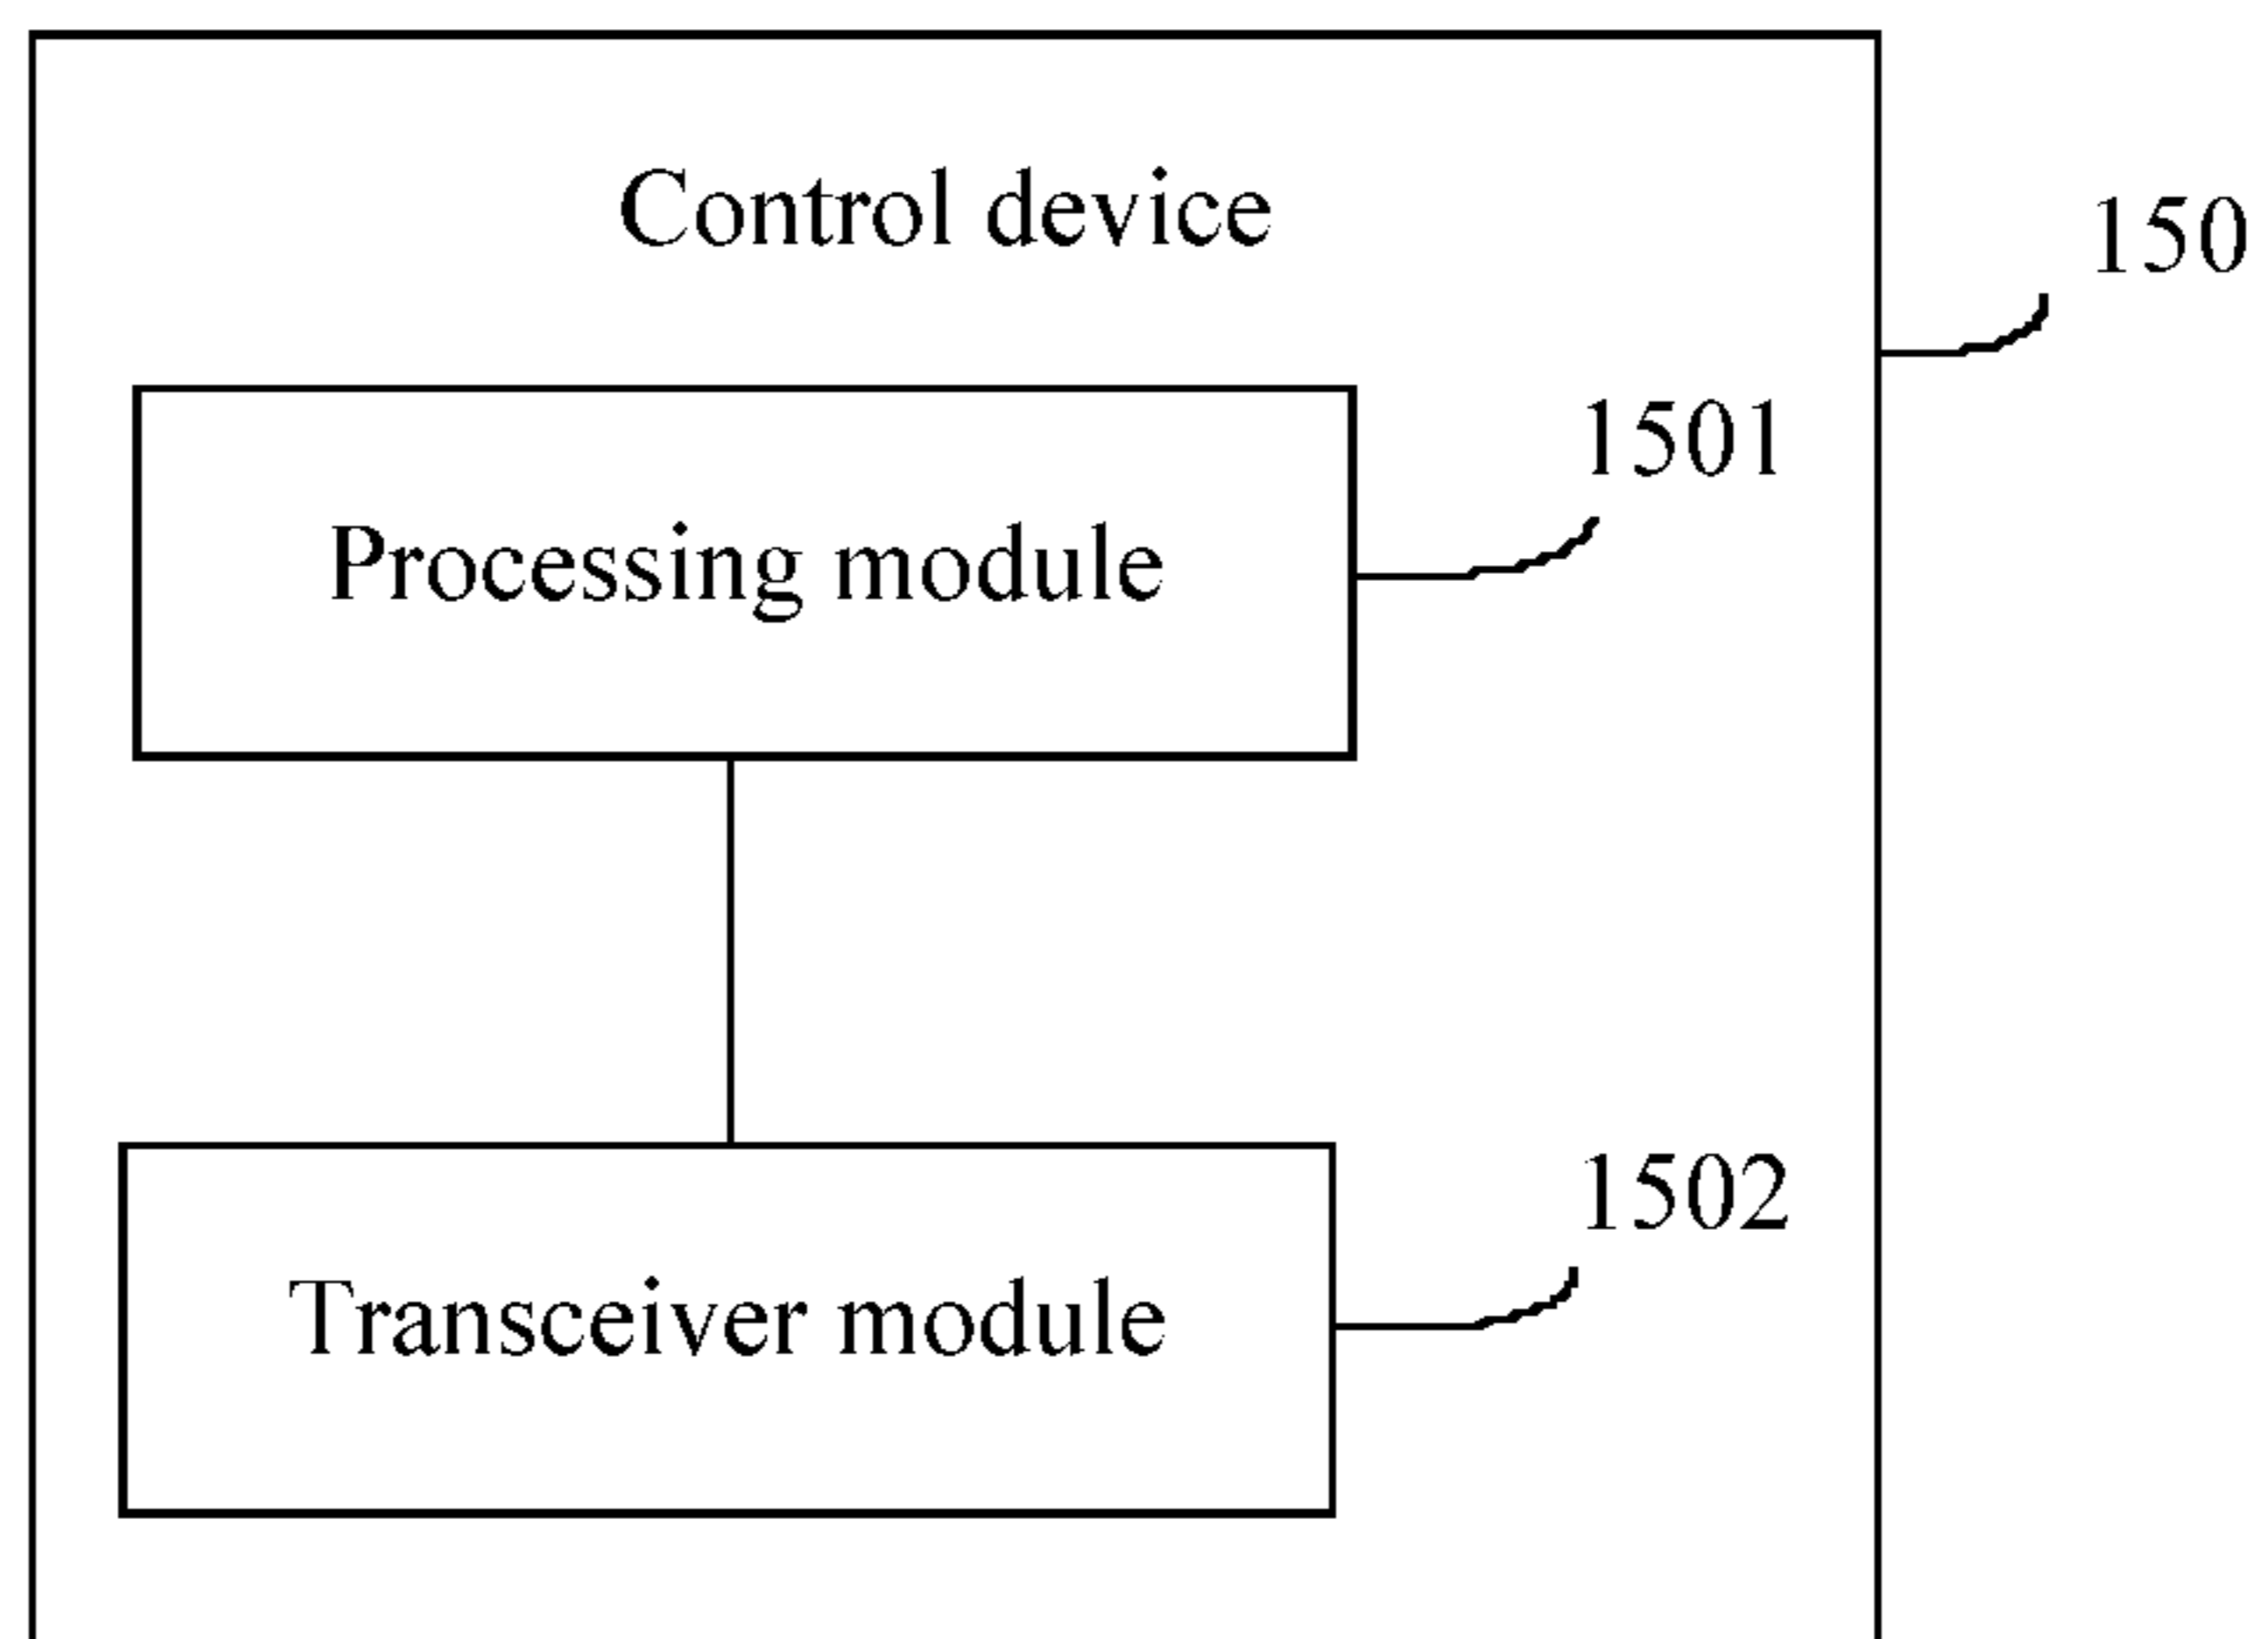 Control device
150
1501
Processing module
1502
Transceiver module